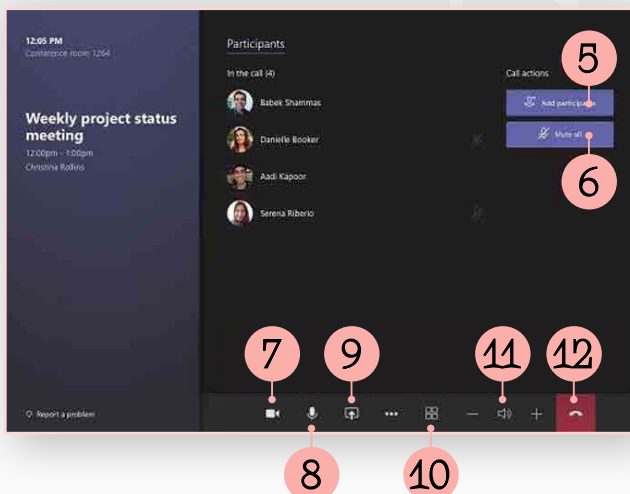 12:05 PM
Conference room 1264
Weekly project status
meeting
12:00pm - 1:00pm
Christina Rollins
Report a problem
Participants
In the call (4)
Babek Shammas
Danielle Booker
Aadi Kapoor
Serena Riberio
Call actions
5
Add participants
Mute all
6
7
9
11
12
8
10